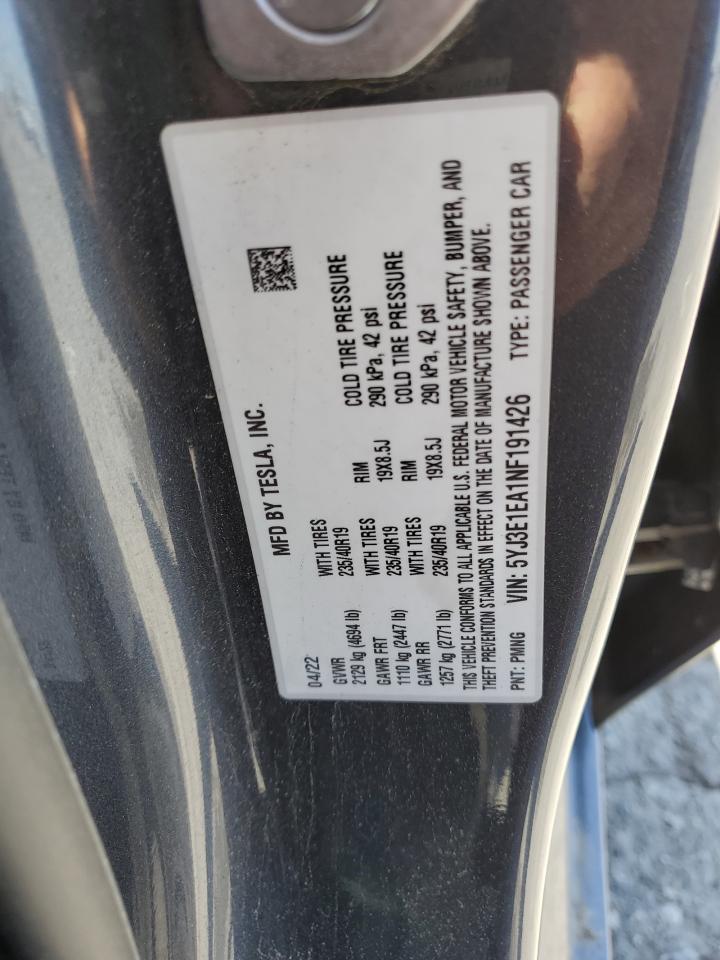 MFD BY TESLA, INC.
04/22
GVWR WITH TIRES RIM COLD TIRE PRESSURE
2129 kg (4694 lb) 235/40R19 19X8.5J 290 kPa, 42 psi
GAWR FRT WITH TIRES RIM COLD TIRE PRESSURE
1110 kg (2447 lb) 235/40R19 19X8.5J 290 kPa, 42 psi
GAWR RR
1257 kg (2771 lb) 235/40R19
THIS VEHICLE CONFORMS TO ALL APPLICABLE U.S. FEDERAL MOTOR VEHICLE SAFETY, BUMPER, AND
THEFT PREVENTION STANDARDS IN EFFECT ON THE DATE OF MANUFACTURE SHOWN ABOVE.
PNT: PMNG VIN: 5YJ3E1EA1NF191426 TYPE: PASSENGER CAR